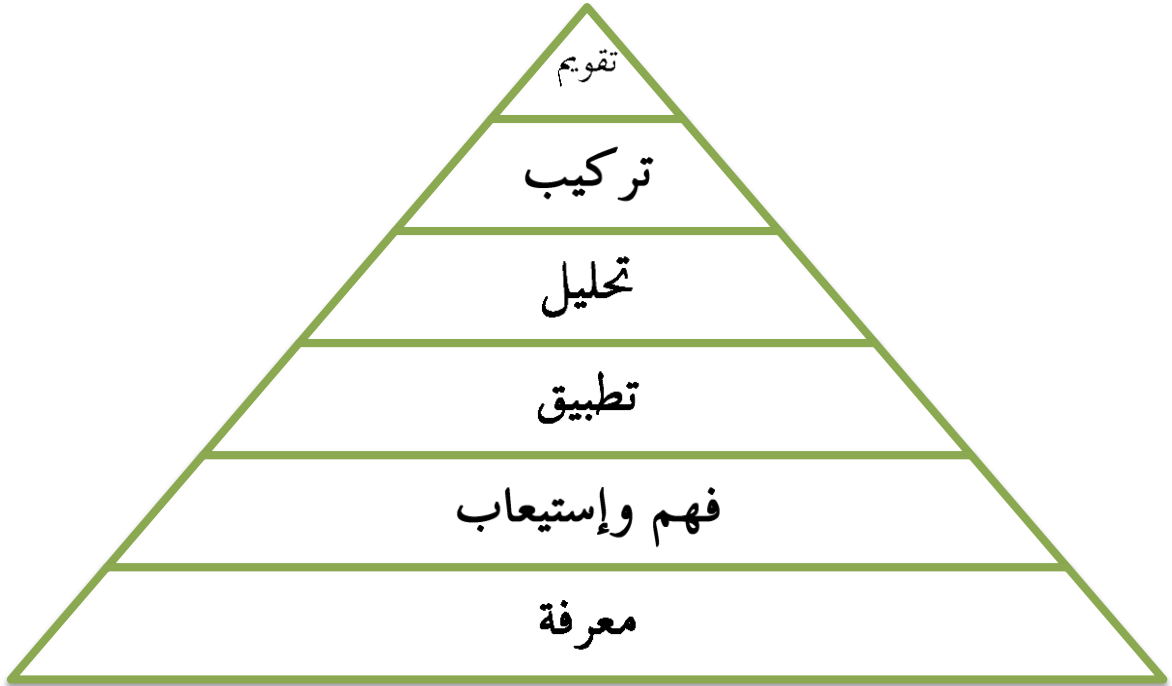 تقويم
تركيب
تحليل
تطبيق
فهم وإستيعاب
معرفة